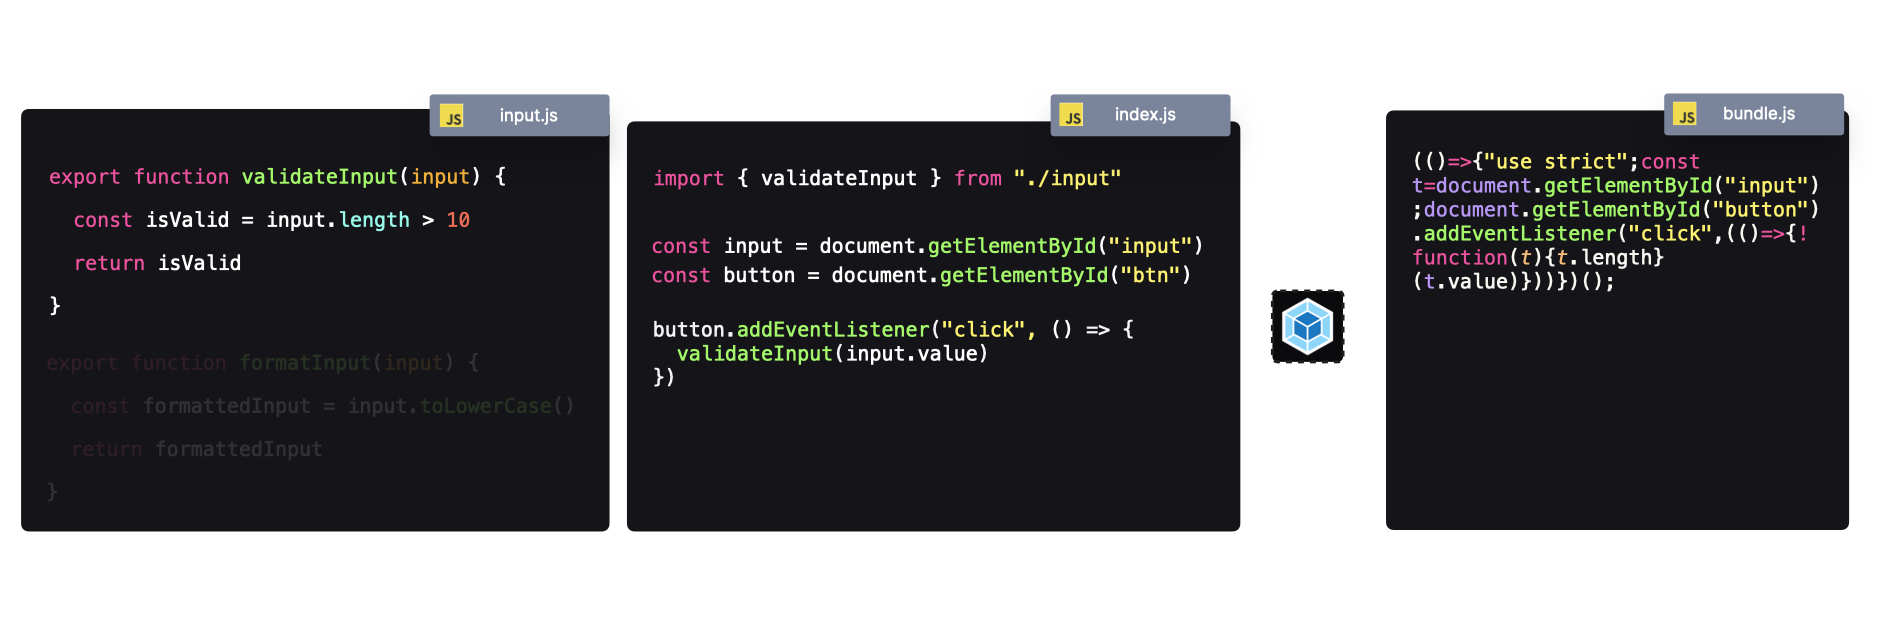 JS input.js
export function validateInput(input) {
const isValid = input.length > 10
return isValid
}
export function formatInput(input) {
const formattedInput = input.toLowerCase()
return formattedInput
}
JS index.js
import { validateInput } from "./input"
const input = document.getElementById("input")
const button = document.getElementById("btn")
button.addEventListener("click", () => {
validateInput(input.value)
})
JS bundle.js
(()=>{"use strict";const
t=document.getElementById("input")
;document.getElementById("button")
.addEventListener("click",(()=>{!
function(t){t.length}
(t.value)}))})();